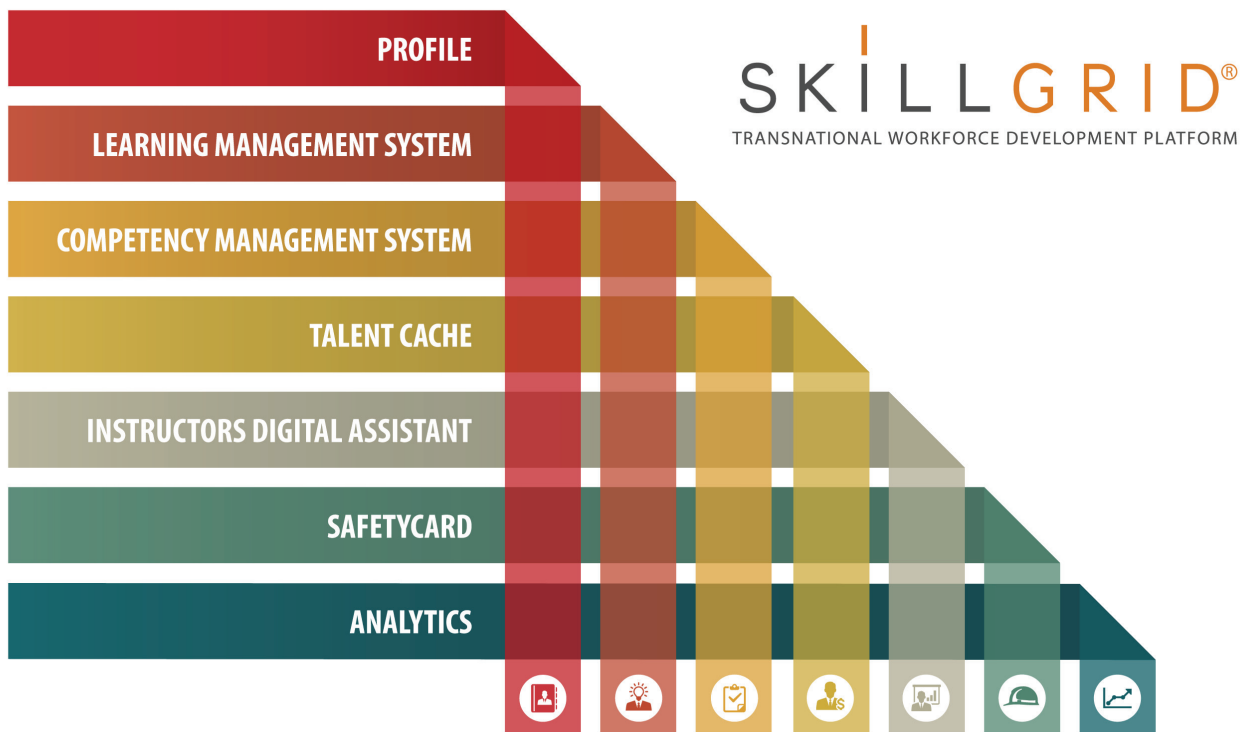 PROFILE
SKILLGRID®
TRANSNATIONAL WORKFORCE DEVELOPMENT PLATFORM
LEARNING MANAGEMENT SYSTEM
COMPETENCY MANAGEMENT SYSTEM
TALENT CACHE
INSTRUCTORS DIGITAL ASSISTANT
SAFETYCARD
ANALYTICS
$